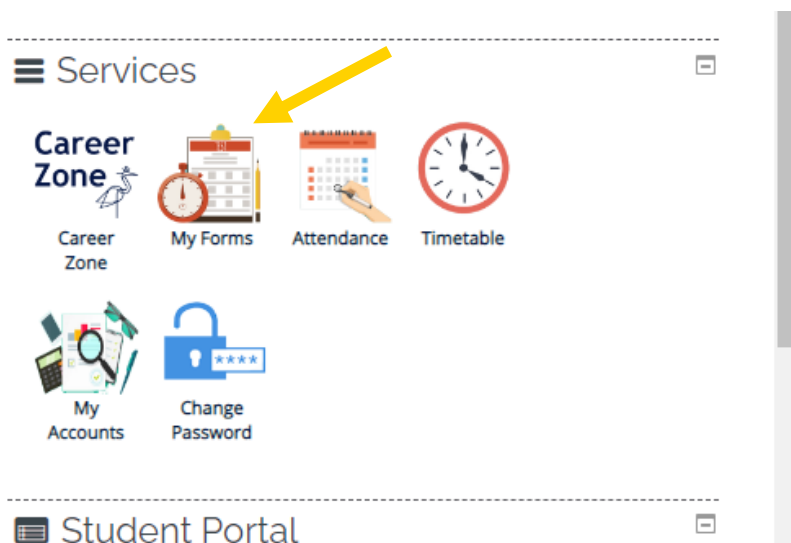 Services
Career
Zone
Career
Zone
My Forms
Attendance
Timetable
****
My
Accounts
Change
Password
Student Portal